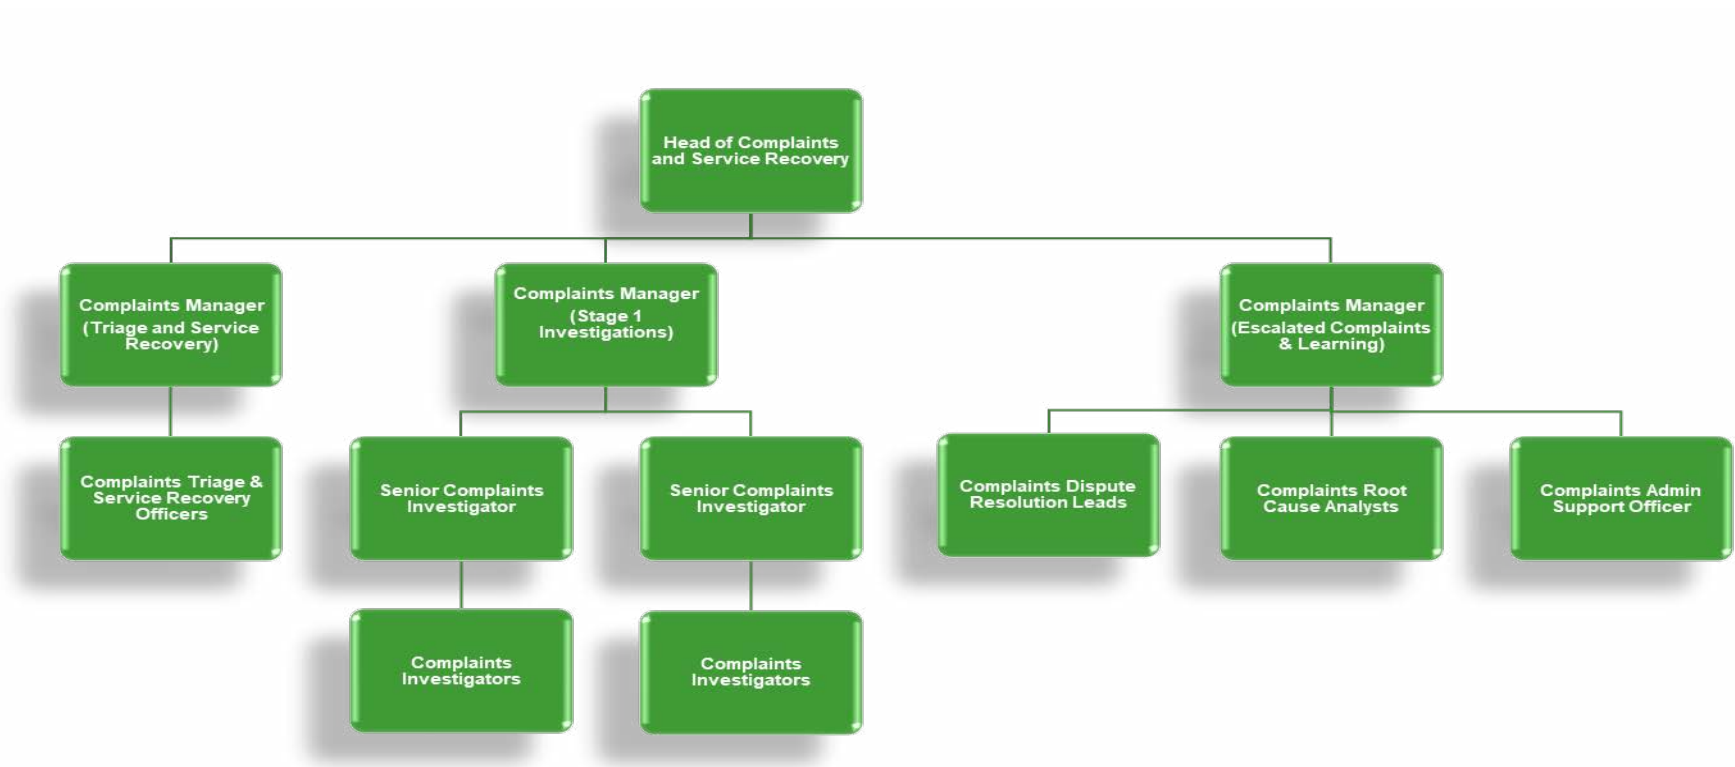 Head of Complaints
and Service Recovery
Complaints Manager
(Triage and Service
Recovery)
Complaints Manager
(Stage 1
Investigations)
Complaints Manager
(Escalated Complaints
& Learning)
Complaints Triage &
Service Recovery
Officers
Senior Complaints
Investigator
Senior Complaints
Investigator
Complaints Dispute
Resolution Leads
Complaints Root
Cause Analysts
Complaints Admin
Support Officer
Complaints
Investigators
Complaints
Investigators